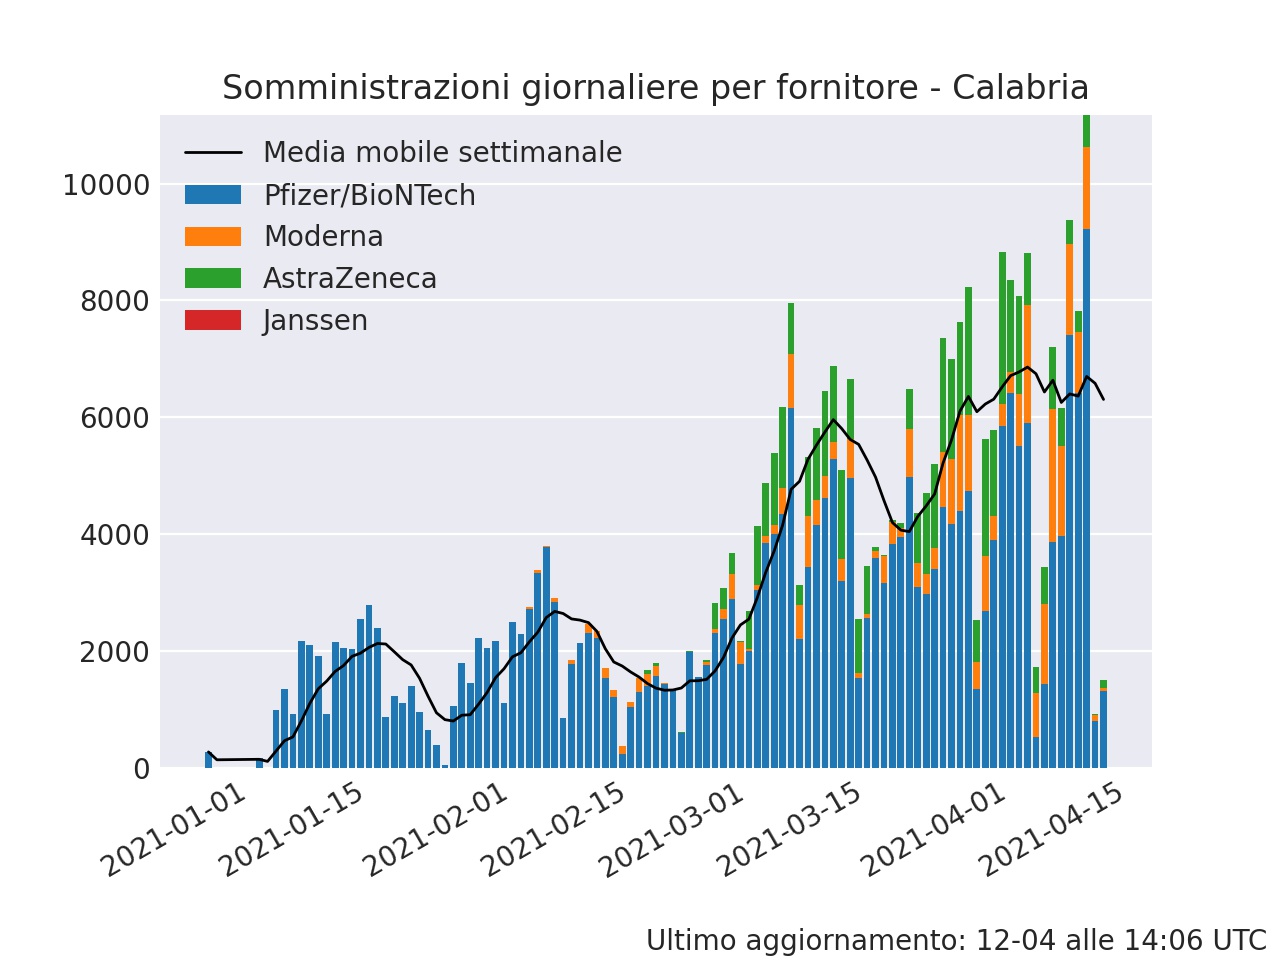 Somministrazioni giornaliere per fornitore - Calabria
Media mobile settimanale
Pfizer/BioNTech
Moderna
AstraZeneca
Janssen
10000
8000
6000
4000
2000
0
2021-01-01
2021-01-15
2021-02-01
2021-02-15
2021-03-01
2021-03-15
2021-04-01
2021-04-15
Ultimo aggiornamento: 12-04 alle 14:06 UTC